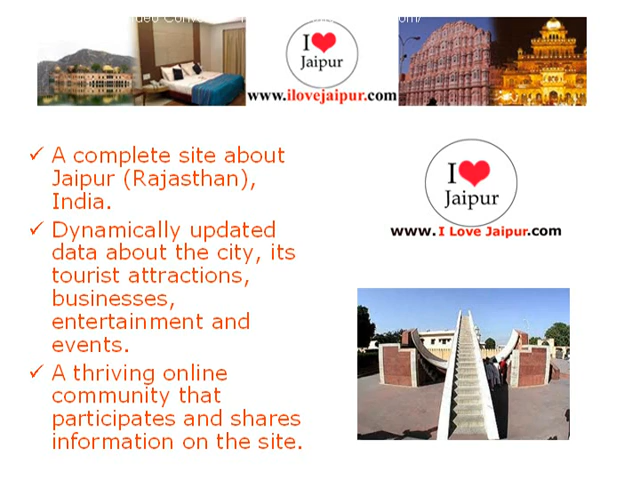 I ❤ Jaipur
www.ilovejaipur.com
✓ A complete site about
Jaipur (Rajasthan),
India.
✓ Dynamically updated
data about the city, its
tourist attractions,
businesses,
entertainment and
events.
✓ A thriving online
community that
participates and shares
information on the site.
I ❤
Jaipur
www.I Love Jaipur.com